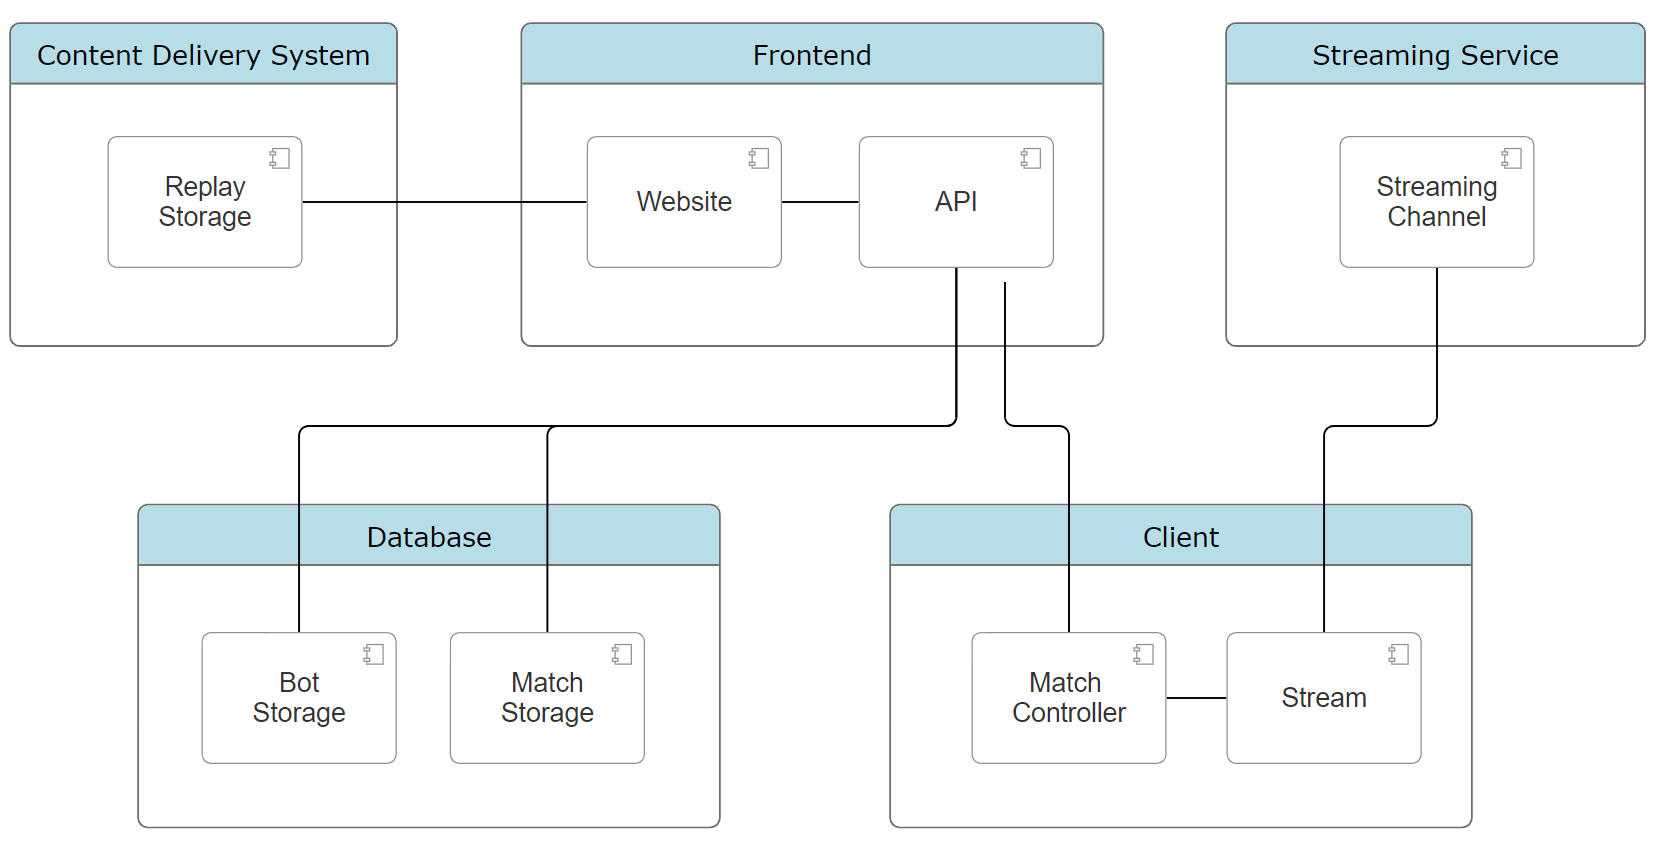 Content Delivery System
Frontend
Streaming Service
Replay
Storage
Website
API
Streaming
Channel
Database
Client
Bot
Storage
Match
Storage
Match
Controller
Stream